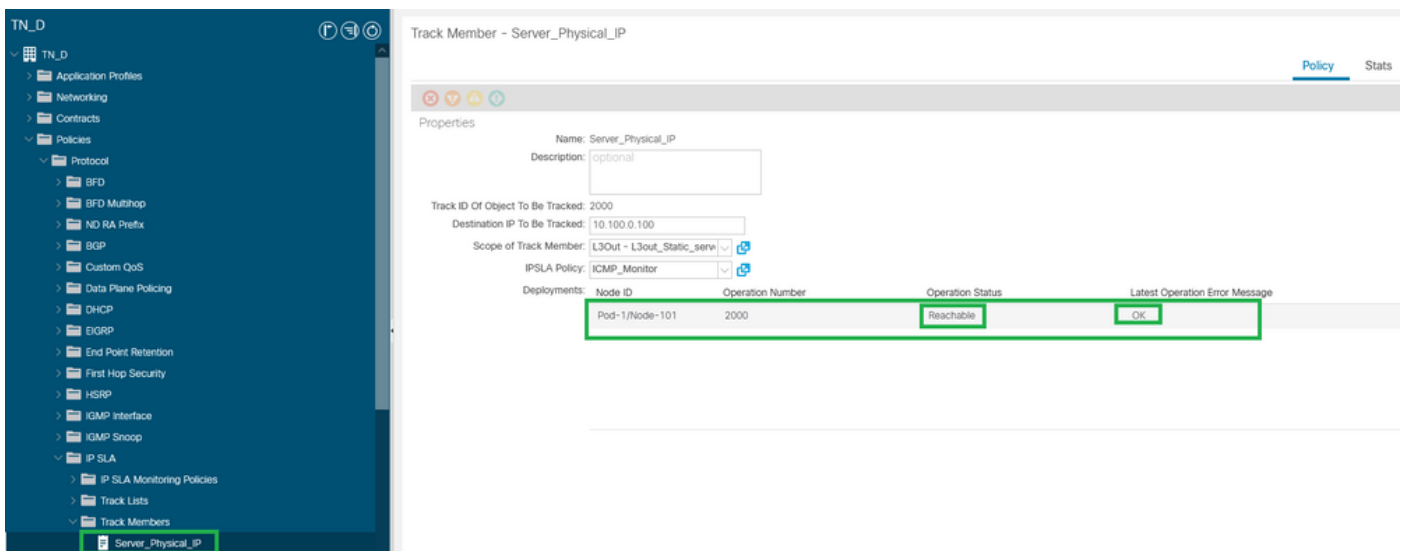 TN_D
TN_D
Application Profiles
Networking
Contracts
Policies
Protocol
BFD
BFD Multihop
ND RA Prefix
BGP
Custom QoS
Data Plane Policing
DHCP
EIGRP
End Point Retention
First Hop Security
HSRP
IGMP Interface
IGMP Snoop
IP SLA
IP SLA Monitoring Policies
Track Lists
Track Members
Server_Physical_IP
Track Member - Server_Physical_IP
Policy Stats
Properties
Name: Server_Physical_IP
Description: optional
Track ID Of Object To Be Tracked: 2000
Destination IP To Be Tracked: 10.100.0.100
Scope of Track Member: L3Out - L3out_Static_serv
IPSLA Policy: ICMP_Monitor
Deployments: Node ID Operation Number Operation Status Latest Operation Error Message
Pod-1/Node-101 2000 Reachable OK